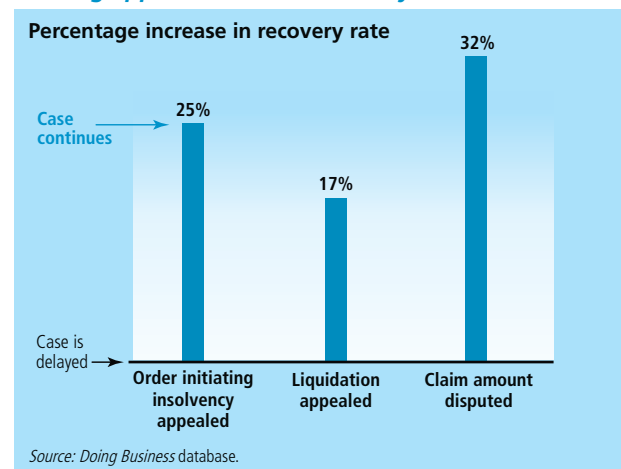 Percentage increase in recovery rate
32%
Case
continues
25%
17%
Case is
delayed
Order initiating
insolvency
appealed
Liquidation
appealed
Claim amount
disputed
Source: Doing Business database.